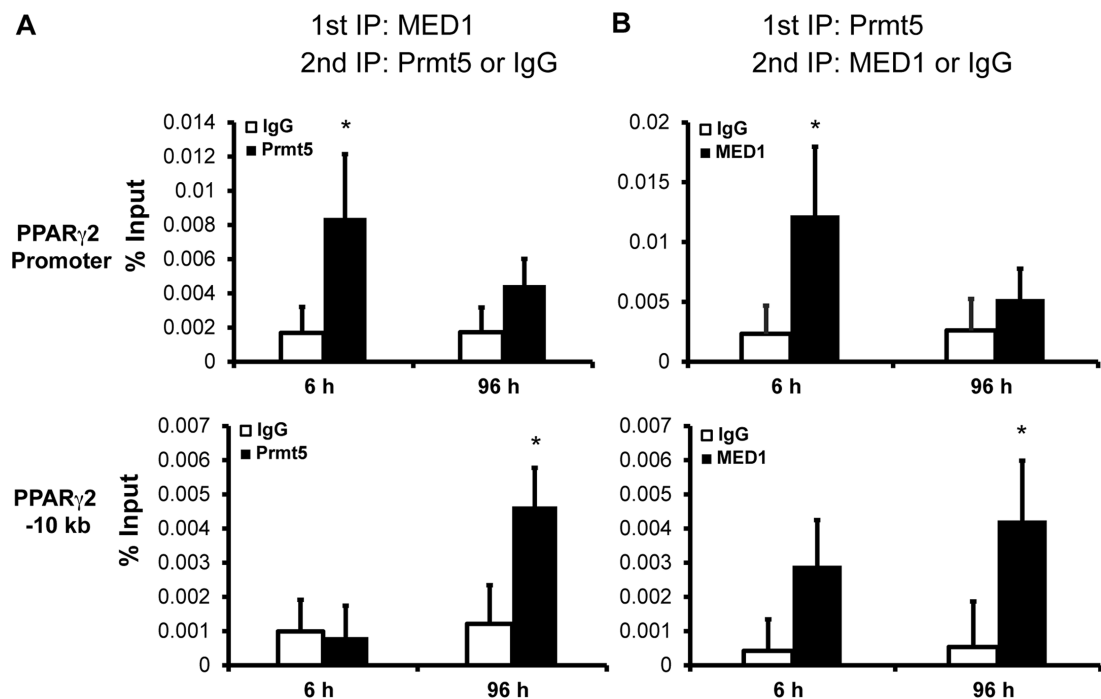 A
1st IP: MED1
2nd IP: Prmt5 or IgG
B
1st IP: Prmt5
2nd IP: MED1 or IgG
PPARγ2
Promoter
% Input
0.014
0.012
0.01
0.008
0.006
0.004
0.002
0
IgG
Prmt5
*
6 h
96 h
0.02
0.015
0.01
0.005
0
IgG
MED1
*
6 h
96 h
PPARγ2
-10 kb
% Input
0.007
0.006
0.005
0.004
0.003
0.002
0.001
0
IgG
Prmt5
*
6 h
96 h
0.007
0.006
0.005
0.004
0.003
0.002
0.001
0
IgG
MED1
*
6 h
96 h